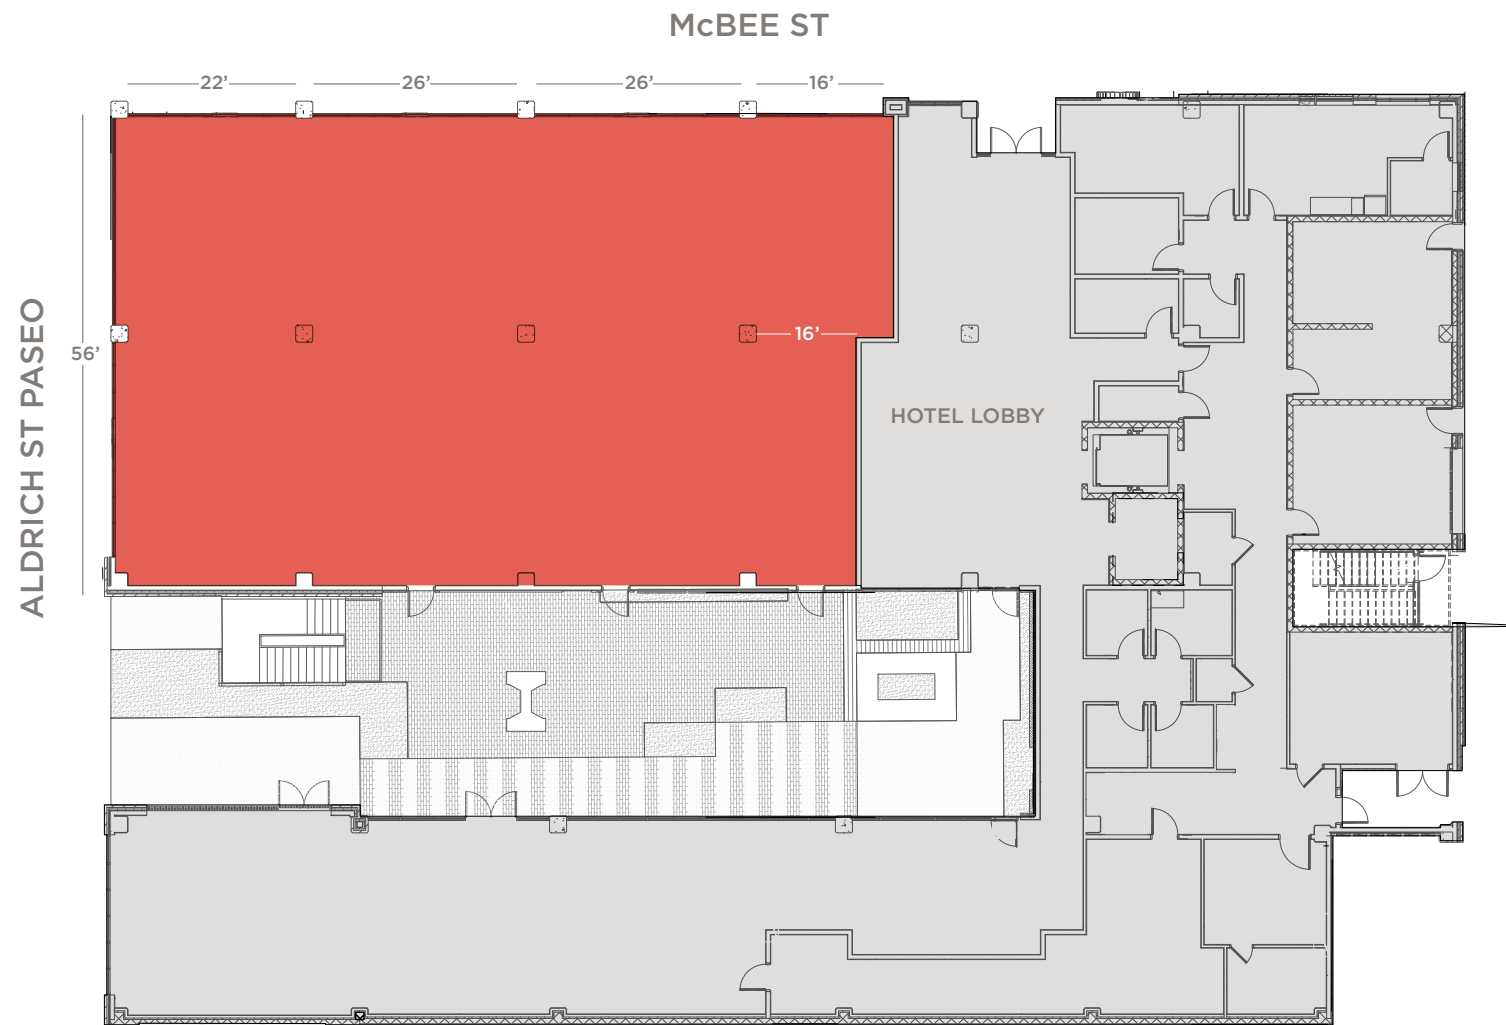 McBEE ST
22’ 26’ 26’ 16’
16’
56’
ALDRICH ST PASEO
HOTEL LOBBY